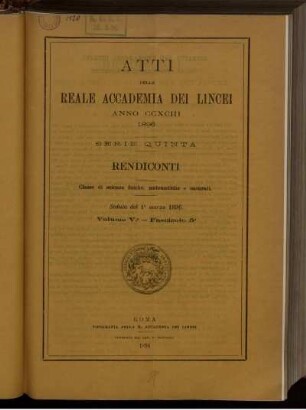 ATTI
DELLA
REALE ACCADEMIA DEI LINCEI
ANNO CCXCIII
1896
SERIE QUINTA
RENDICONTI
Classe di scienze fisiche, matematiche e naturali.
Seduta del 1° marzo 1896.
Volume V.° - Fascicolo 5°
ROMA
TIPOGRAFIA DELLA R. ACCADEMIA DEI LINCEI
1896